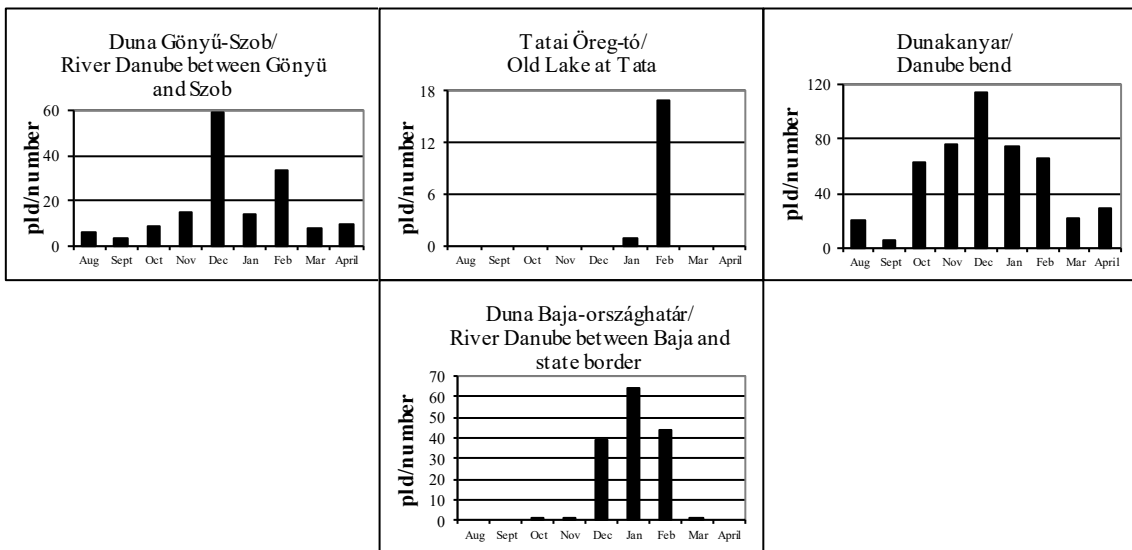 Duna Gönyű-Szob/
River Danube between Gönyü
and Szob
pld/number
60
40
20
0
Aug Sept Oct Nov Dec Jan Feb Mar April
Tatai Öreg-tó/
Old Lake at Tata
pld/number
18
12
6
0
Aug Sept Oct Nov Dec Jan Feb Mar April
Dunakanyar/
Danube bend
pld/number
120
80
40
0
Aug Sept Oct Nov Dec Jan Feb Mar April
Duna Baja-országhatár/
River Danube between Baja and
state border
pld/number
70
60
50
40
30
20
10
0
Aug Sept Oct Nov Dec Jan Feb Mar April